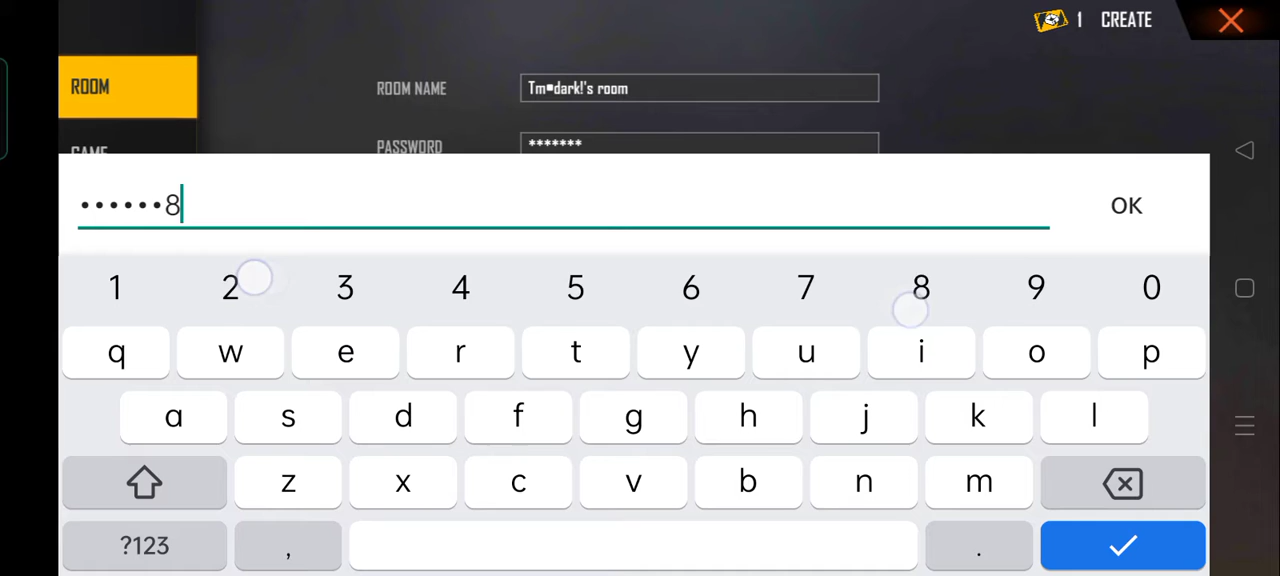 1 CREATE
ROOM
ROOM NAME Tm▪dark!'s room
GAME
PASSWORD *******
••••••8 OK
1 2 3 4 5 6 7 8 9 0
q w e r t y u i o p
a s d f g h j k l
z x c v b n m
?123 , .